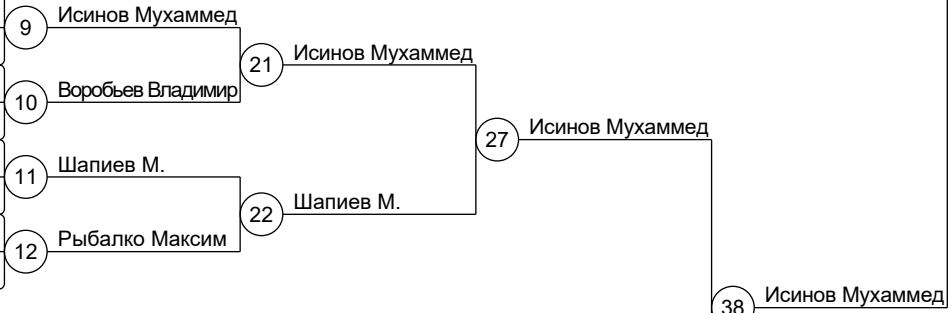 Исинов Мухаммед
9
Исинов Мухаммед
21
Воробьев Владимир
10
Исинов Мухаммед
27
Шапиев М.
11
Шапиев М.
22
Рыбалко Максим
12
Исинов Мухаммед
38